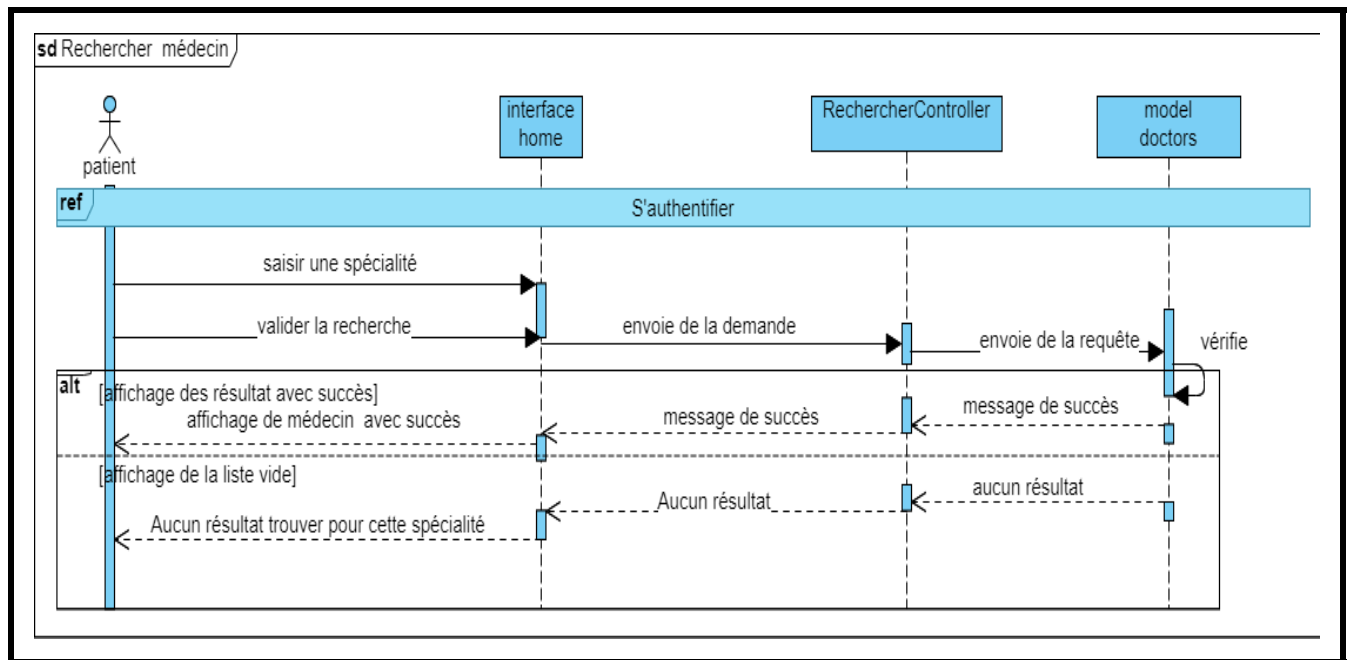 sd Rechercher médecin
interface
home
RechercherController
model
doctors
patient
ref
S'authentifier
saisir une spécialité
valider la recherche
envoie de la demande
envoie de la requête
vérifie
alt
[affichage des résultat avec succès]
affichage de médecin avec succès
message de succès
message de succès
[affichage de la liste vide]
Aucun résultat trouver pour cette spécialité
Aucun résultat
aucun résultat